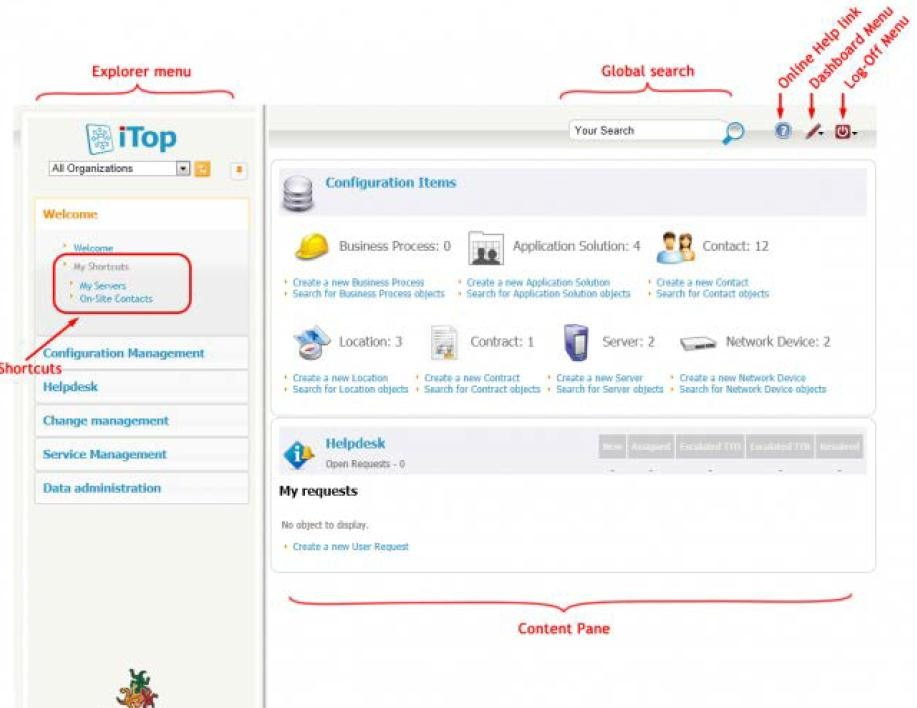 Online Help link
Dashboard Menu
Log-Off Menu
Explorer menu
Global search
iTop
Your Search
All Organizations
Configuration Items
Welcome
Business Process: 0
Application Solution: 4
Contact: 12
Welcome
My Shortcuts
My Servers
On-Site Contacts
Create a new Business Process
Search for Business Process objects
Create a new Application Solution
Search for Application Solution objects
Create a new Contact
Search for Contact objects
Location: 3
Contract: 1
Server: 2
Network Device: 2
Configuration Management
Shortcuts
Create a new Location
Search for Location objects
Create a new Contract
Search for Contract objects
Create a new Server
Search for Server objects
Create a new Network Device
Search for Network Device objects
Helpdesk
Change management
Service Management
Data administration
Helpdesk
Open Requests - 0
New Assigned Escalated TTO Escalated TTR Resolved
- - - - -
My requests
No object to display.
Create a new User Request
Content Pane